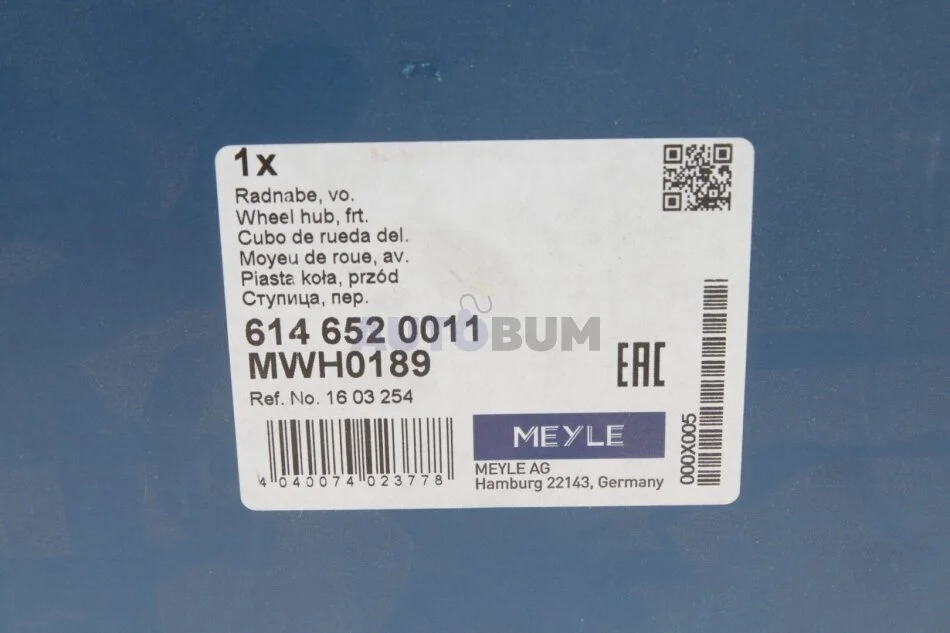 1x
Radnabe, vo.
Wheel hub, frt.
Cubo de rueda del.
Moyeu de roue, av.
Piasta koła, przód
Ступица, пер.
614 652 0011
AUTOBUM
MWH0189
EAC
Ref. No. 16 03 254
MEYLE
MEYLE AG
Hamburg 22143, Germany
4 040074 023778
000X005